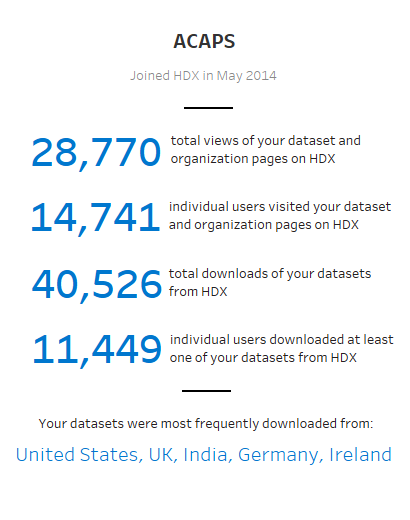 ACAPS
Joined HDX in May 2014
28,770 total views of your dataset and
organization pages on HDX
14,741 individual users visited your dataset
and organization pages on HDX
40,526 total downloads of your datasets
from HDX
11,449 individual users downloaded at least
one of your datasets from HDX
Your datasets were most frequently downloaded from:
United States, UK, India, Germany, Ireland